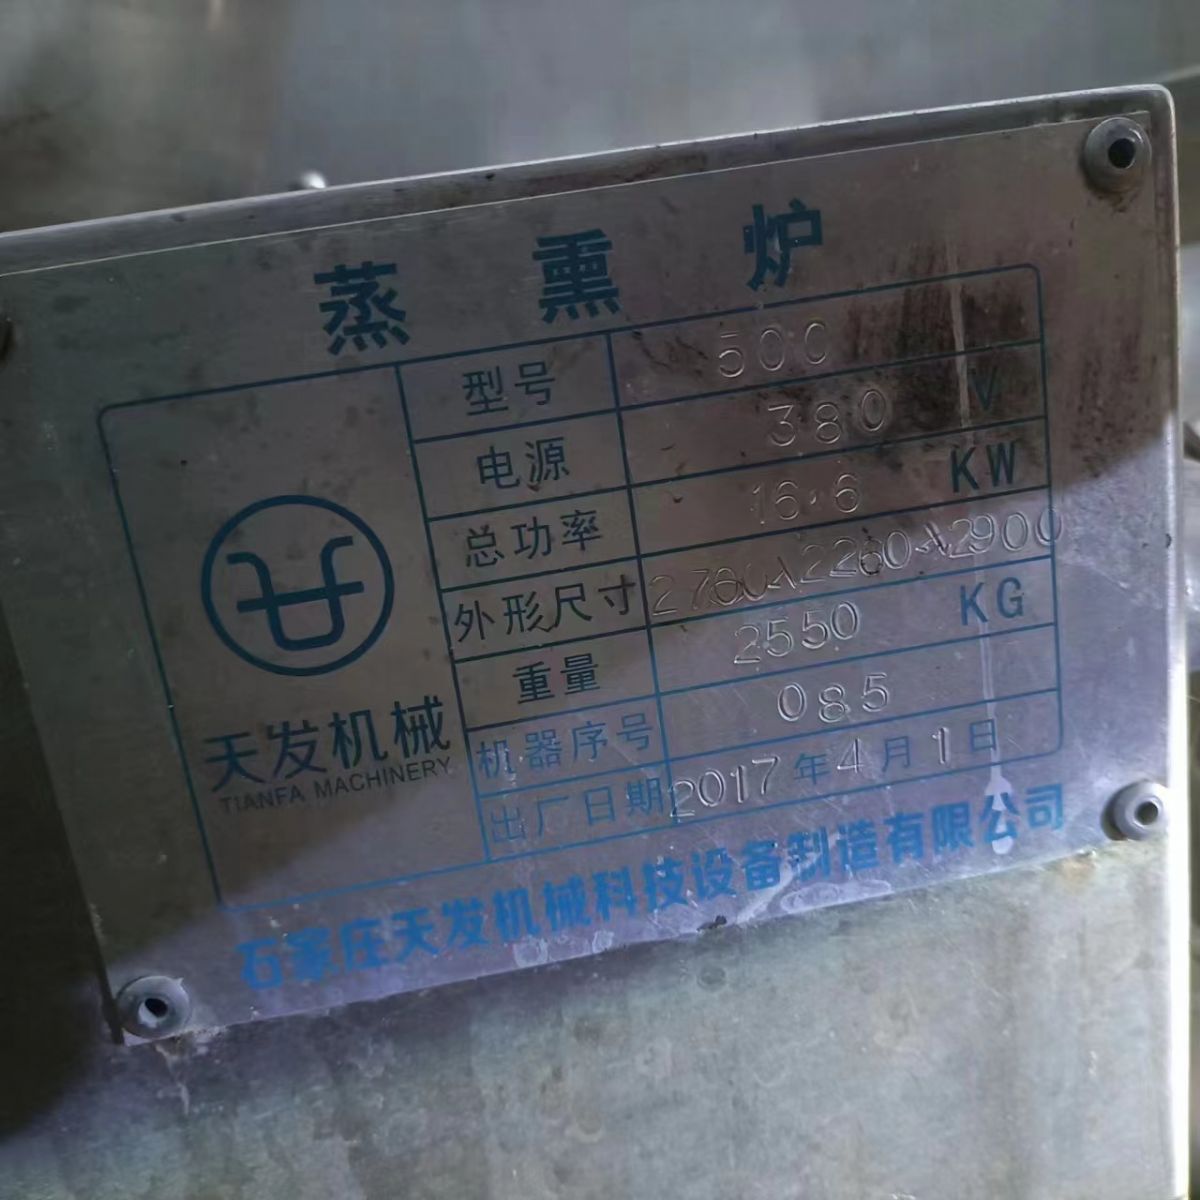 蒸熏炉
型号 500
电源 380 V
总功率 16.6 KW
外形尺寸 2780x2260x2900
重量 2550 KG
机器序号 085
出厂日期 2017年4月1日
天发机械
TIANFA MACHINERY
石家庄天发机械科技设备制造有限公司